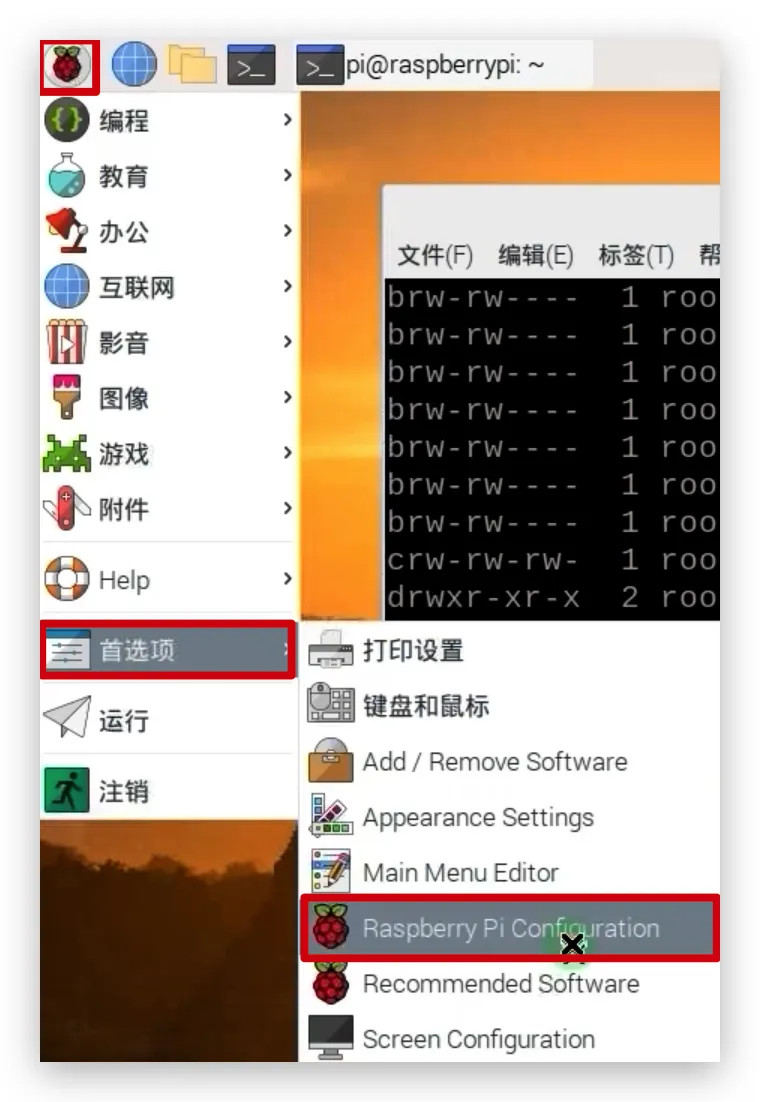 pi@raspberrypi: ~
编程
教育
办公
互联网
影音
图像
游戏
附件
Help
首选项
运行
注销
文件(F) 编辑(E) 标签(T) 帮
brw-rw---- 1 roo
brw-rw---- 1 roo
brw-rw---- 1 roo
brw-rw---- 1 roo
brw-rw---- 1 roo
brw-rw---- 1 roo
brw-rw---- 1 roo
crw-rw-rw- 1 roo
drwxr-xr-x 2 roo
打印设置
键盘和鼠标
Add / Remove Software
Appearance Settings
Main Menu Editor
Raspberry Pi Configuration
Recommended Software
Screen Configuration